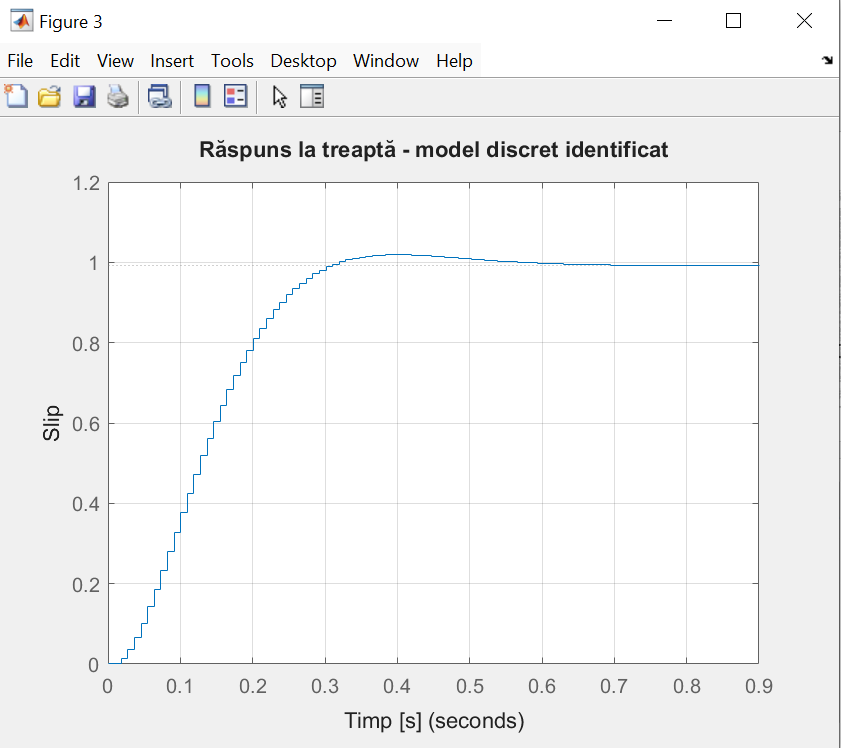 Figure 3
File Edit View Insert Tools Desktop Window Help
Răspuns la treaptă - model discret identificat
1.2
1
0.8
0.6
0.4
0.2
0
Slip
0 0.1 0.2 0.3 0.4 0.5 0.6 0.7 0.8 0.9
Timp [s] (seconds)